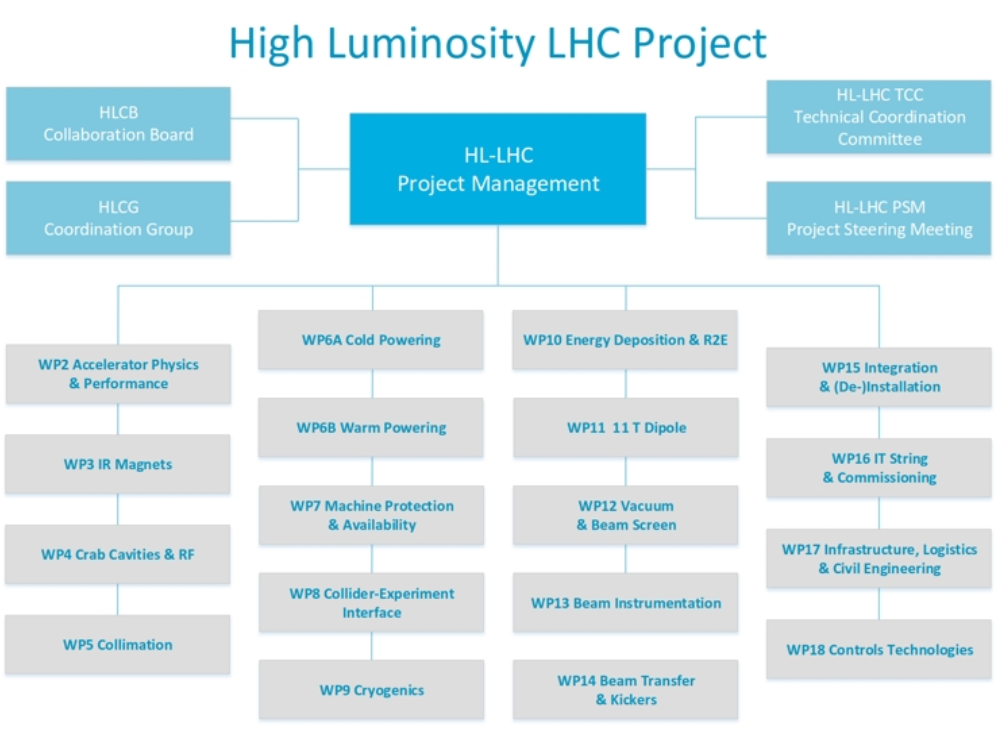 High Luminosity LHC Project
HLCB
Collaboration Board
HLCG
Coordination Group
HL-LHC
Project Management
HL-LHC TCC
Technical Coordination
Committee
HL-LHC PSM
Project Steering Meeting
WP2 Accelerator Physics
& Performance
WP3 IR Magnets
WP4 Crab Cavities & RF
WP5 Collimation
WP6A Cold Powering
WP6B Warm Powering
WP7 Machine Protection
& Availability
WP8 Collider-Experiment
Interface
WP9 Cryogenics
WP10 Energy Deposition & R2E
WP11 11 T Dipole
WP12 Vacuum
& Beam Screen
WP13 Beam Instrumentation
WP14 Beam Transfer
& Kickers
WP15 Integration
& (De-)Installation
WP16 IT String
& Commissioning
WP17 Infrastructure, Logistics
& Civil Engineering
WP18 Controls Technologies